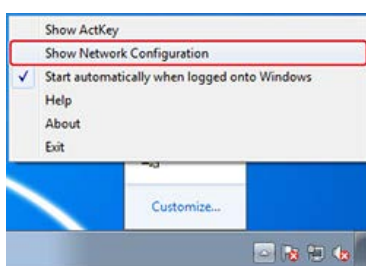 Show ActKey
Show Network Configuration
Start automatically when logged onto Windows
Help
About
Exit
Customize...